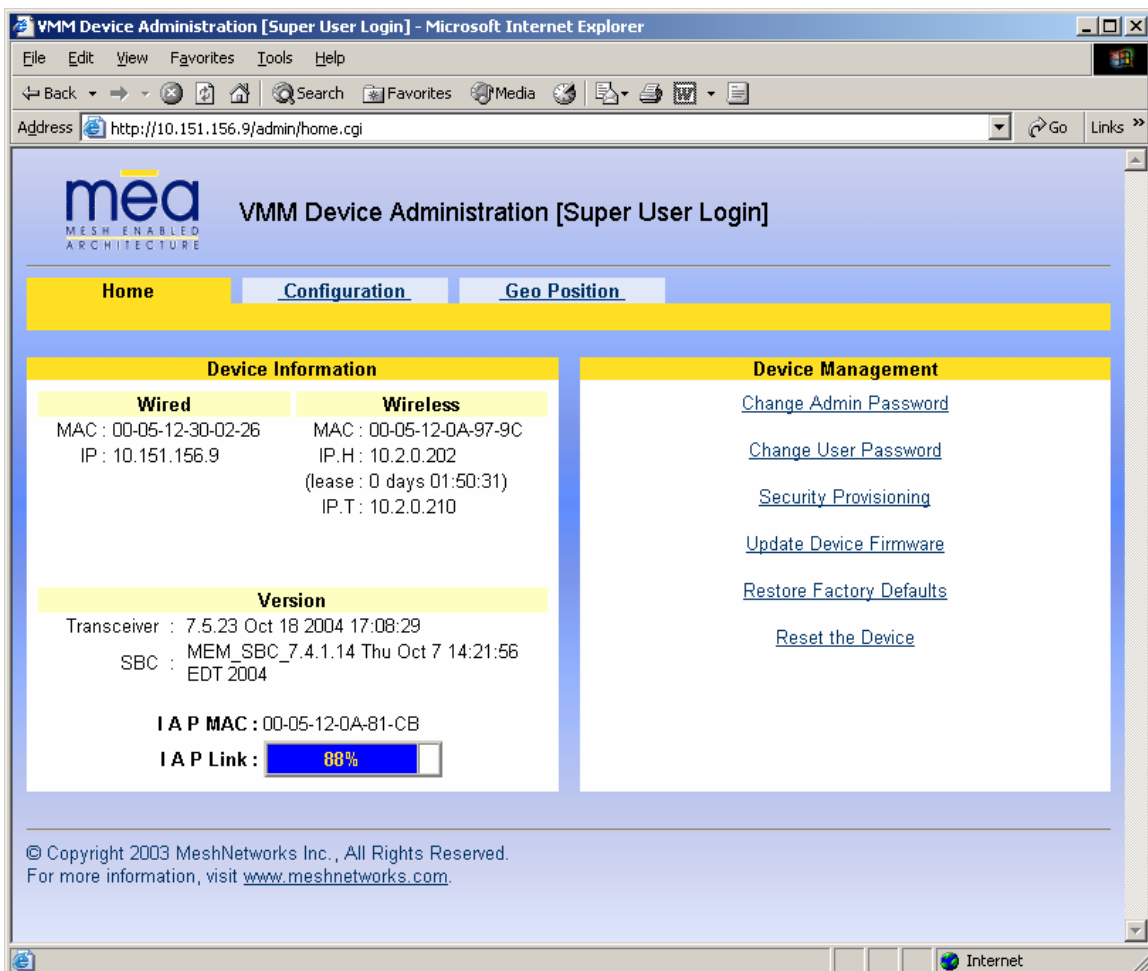 VMM Device Administration [Super User Login] - Microsoft Internet Explorer
File Edit View Favorites Tools Help
Back Search Favorites Media
Address http://10.151.156.9/admin/home.cgi Go Links »
mea
MESH ENABLED
ARCHITECTURE
VMM Device Administration [Super User Login]
Home Configuration Geo Position
Device Information
Wired Wireless
MAC : 00-05-12-30-02-26 MAC : 00-05-12-0A-97-9C
IP : 10.151.156.9 IP.H : 10.2.0.202
(lease : 0 days 01:50:31)
IP.T : 10.2.0.210
Version
Transceiver : 7.5.23 Oct 18 2004 17:08:29
SBC : MEM_SBC_7.4.1.14 Thu Oct 7 14:21:56
EDT 2004
I A P MAC : 00-05-12-0A-81-CB
I A P Link : 88%
Device Management
Change Admin Password
Change User Password
Security Provisioning
Update Device Firmware
Restore Factory Defaults
Reset the Device
© Copyright 2003 MeshNetworks Inc., All Rights Reserved.
For more information, visit www.meshnetworks.com.
Internet